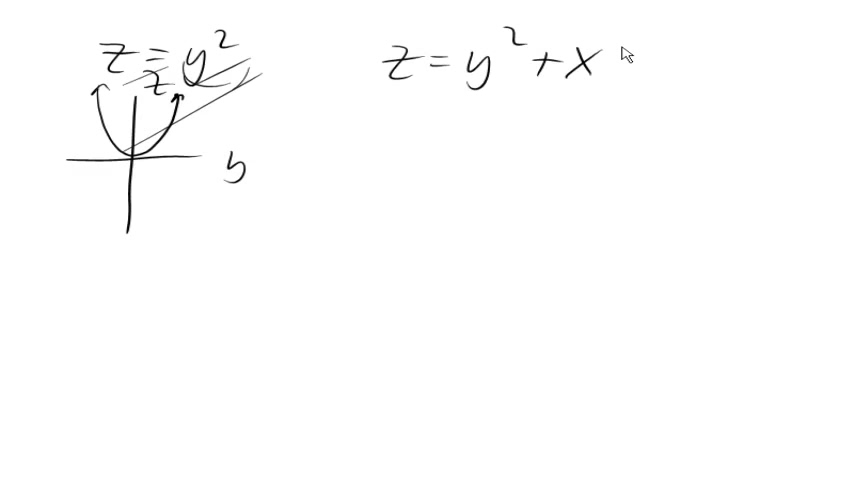 z = y²
z = y² + x
z
y